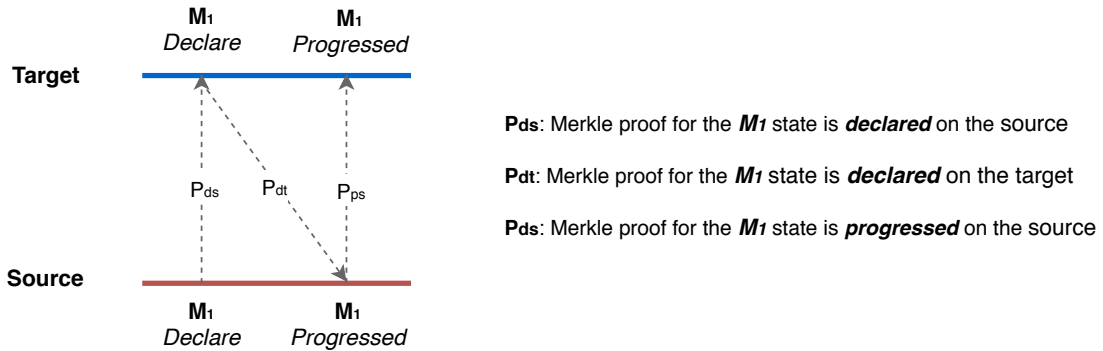 M1
Declare
M1
Progressed
Target
Pds: Merkle proof for the M1 state is declared on the source
Pdt: Merkle proof for the M1 state is declared on the target
Pds: Merkle proof for the M1 state is progressed on the source
Pds
Pdt
Pps
Source
M1
Declare
M1
Progressed